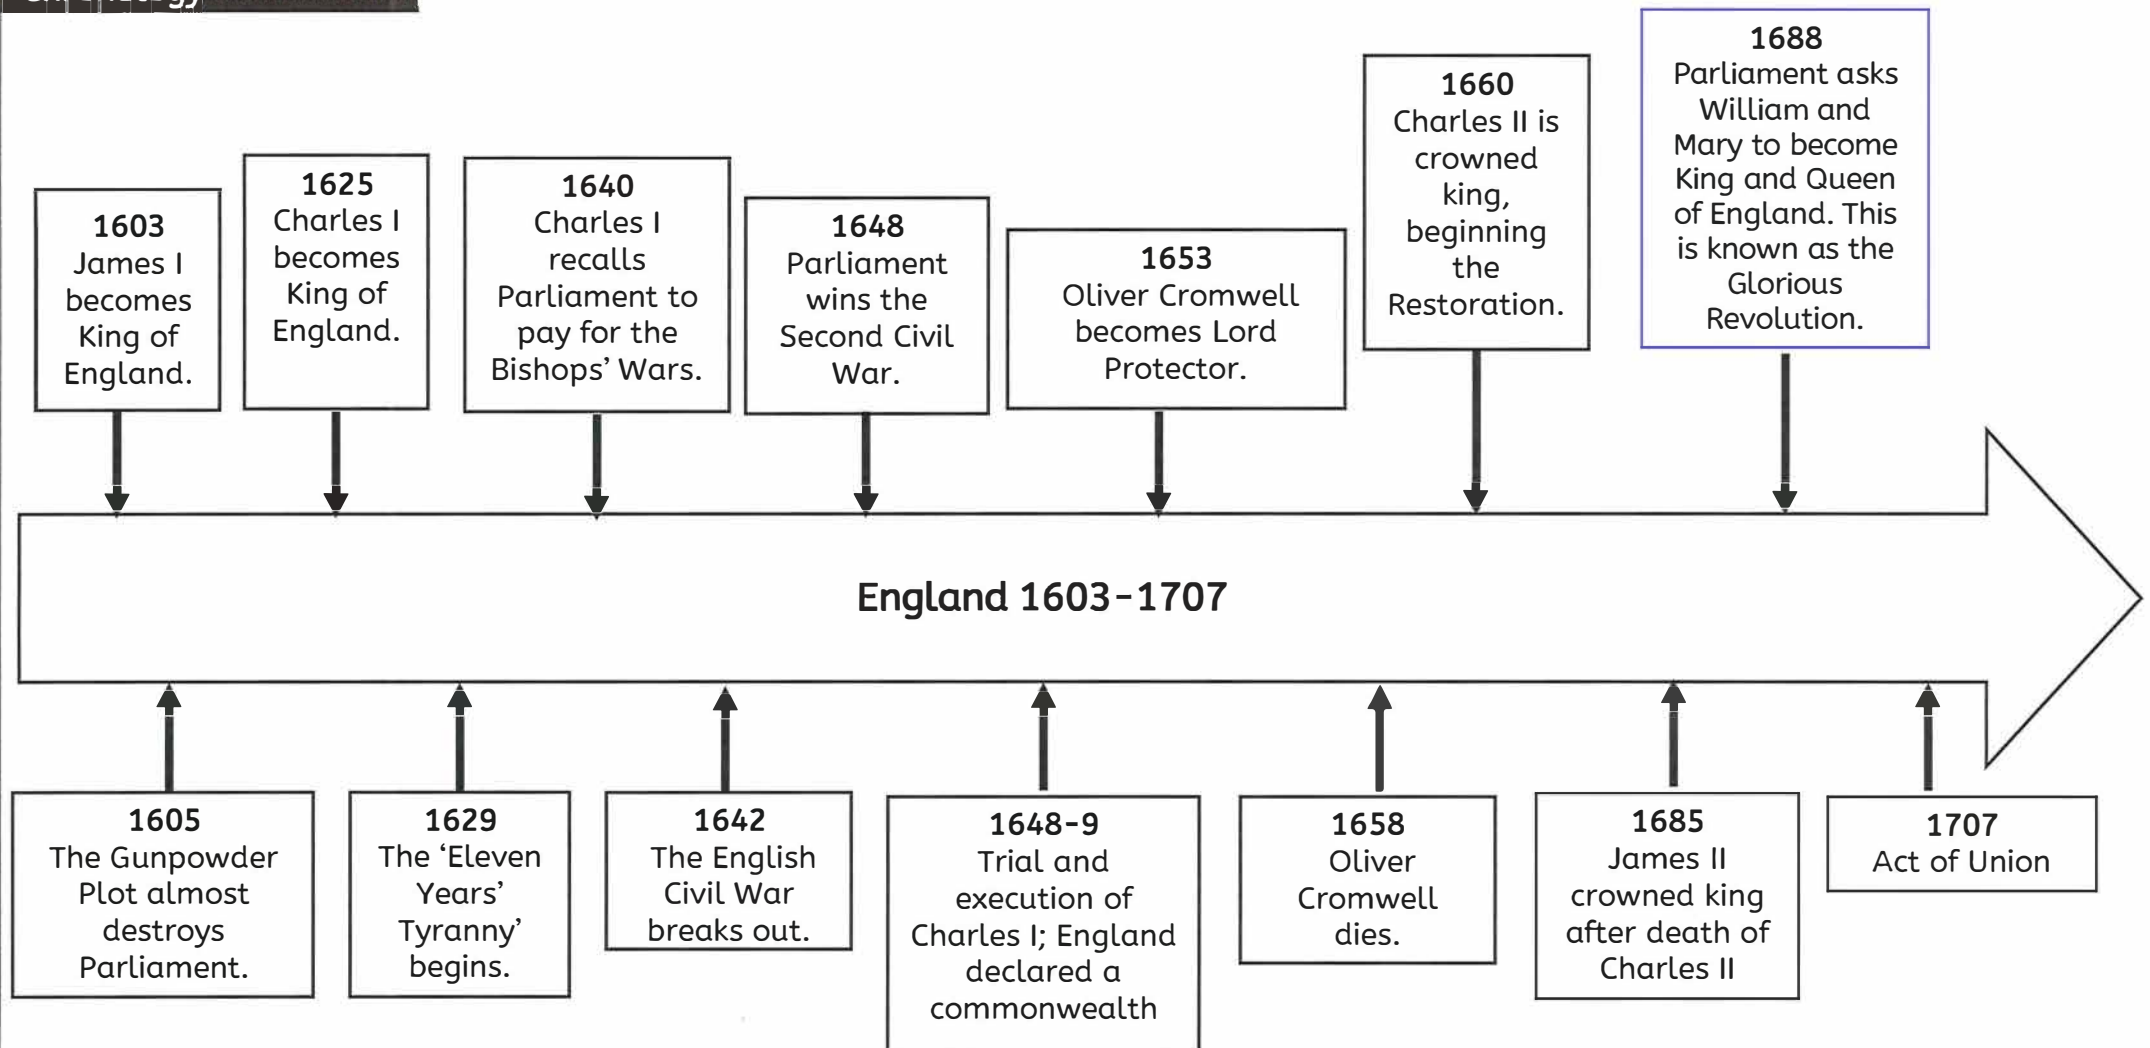 1603
James I
becomes
King of
England.
1625
Charles I
becomes
King of
England.
1640
Charles I
recalls
Parliament to
pay for the
Bishops' Wars.
1648
Parliament
wins the
Second Civil
War.
1653
Oliver Cromwell
becomes Lord
Protector.
1660
Charles II is
crowned
king,
beginning
the
Restoration.
1688
Parliament asks
William and
Mary to become
King and Queen
of England. This
is known as the
Glorious
Revolution.
England 1603-1707
1605
The Gunpowder
Plot almost
destroys
Parliament.
1629
The ‘Eleven
Years’
Tyranny’
begins.
1642
The English
Civil War
breaks out.
1648-9
Trial and
execution of
Charles I; England
declared a
commonwealth
1658
Oliver
Cromwell
dies.
1685
James II
crowned king
after death of
Charles II
1707
Act of Union